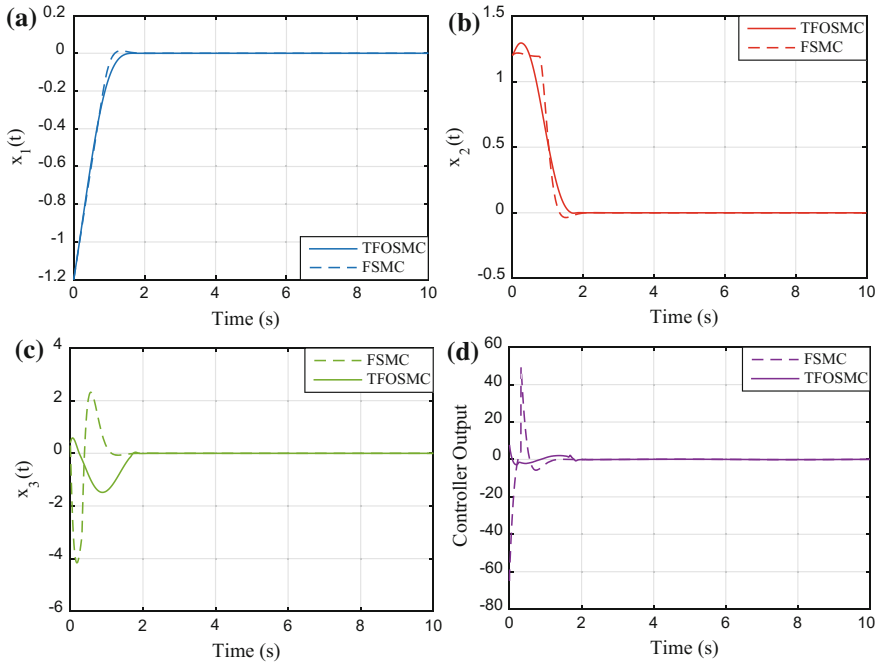 (a)
0.2
0
-0.2
-0.4
-0.6
-0.8
-1
-1.2
x1(t)
TFOSMC
FSMC
0 2 4 6 8 10
Time (s)
(b)
1.5
1
0.5
0
-0.5
x2(t)
TFOSMC
FSMC
0 2 4 6 8 10
Time (s)
(c)
4
2
0
-2
-4
-6
x3(t)
FSMC
TFOSMC
0 2 4 6 8 10
Time (s)
(d)
60
40
20
0
-20
-40
-60
-80
Controller Output
FSMC
TFOSMC
0 2 4 6 8 10
Time (s)